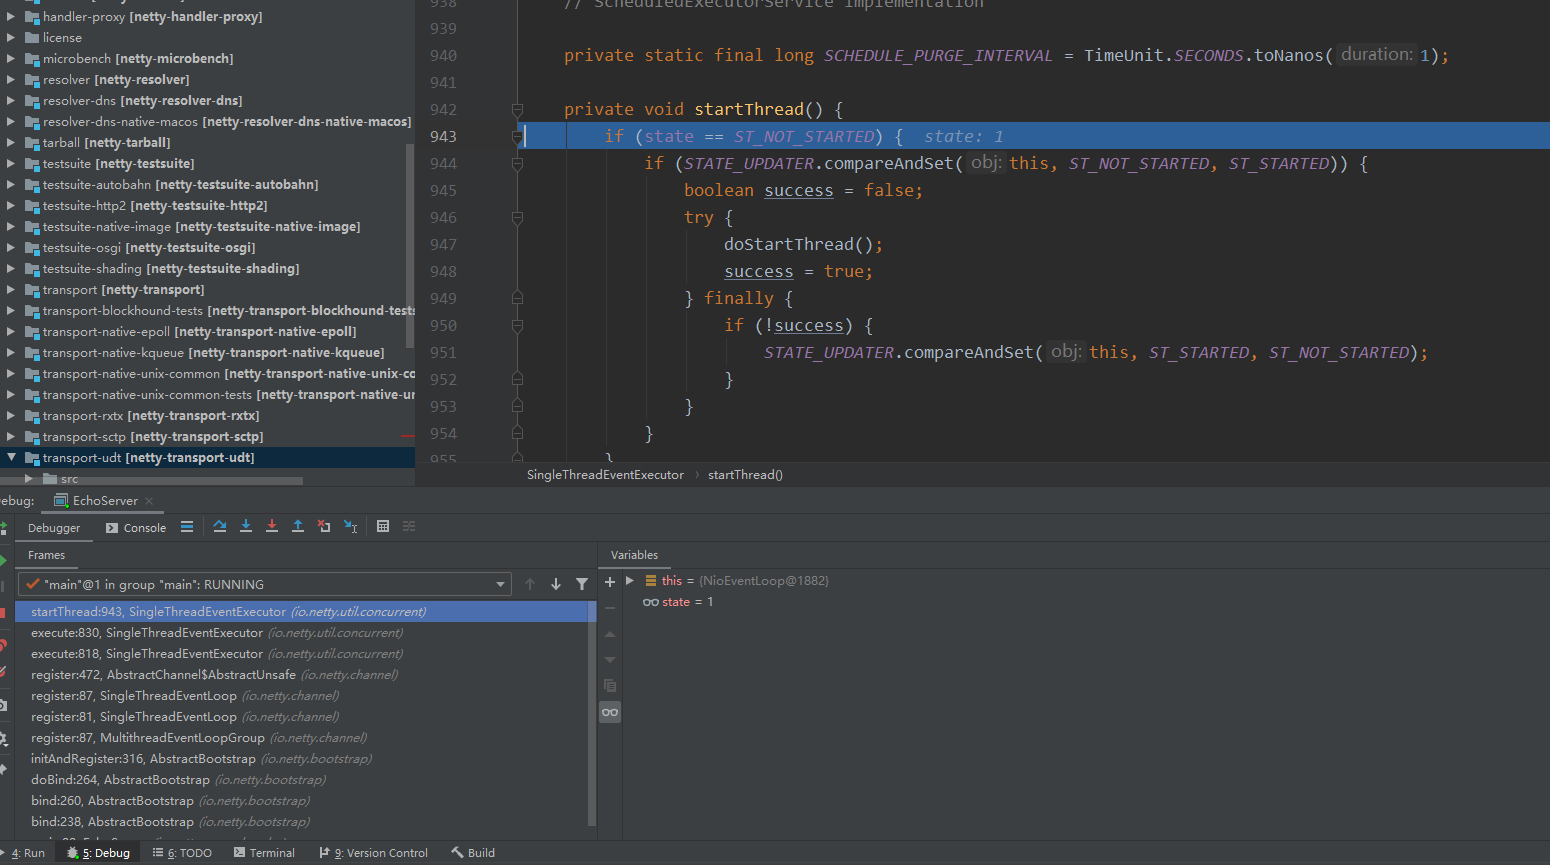 handler-proxy [netty-handler-proxy]
license
microbench [netty-microbench]
resolver [netty-resolver]
resolver-dns [netty-resolver-dns]
resolver-dns-native-macos [netty-resolver-dns-native-macos]
tarball [netty-tarball]
testsuite [netty-testsuite]
testsuite-autobahn [netty-testsuite-autobahn]
testsuite-http2 [netty-testsuite-http2]
testsuite-native-image [netty-testsuite-native-image]
testsuite-osgi [netty-testsuite-osgi]
testsuite-shading [netty-testsuite-shading]
transport [netty-transport]
transport-blockhound-tests [netty-transport-blockhound-tests
transport-native-epoll [netty-transport-native-epoll]
transport-native-kqueue [netty-transport-native-kqueue]
transport-native-unix-common [netty-transport-native-unix-co
transport-native-unix-common-tests [netty-transport-native-ur
transport-rxtx [netty-transport-rxtx]
transport-sctp [netty-transport-sctp]
transport-udt [netty-transport-udt]
src
938 // ScheduledExecutorService implementation
939
940 private static final long SCHEDULE_PURGE_INTERVAL = TimeUnit.SECONDS.toNanos( duration: 1);
941
942 private void startThread() {
943 if (state == ST_NOT_STARTED) { state: 1
944 if (STATE_UPDATER.compareAndSet( obj: this, ST_NOT_STARTED, ST_STARTED)) {
945 boolean success = false;
946 try {
947 doStartThread();
948 success = true;
949 } finally {
950 if (!success) {
951 STATE_UPDATER.compareAndSet( obj: this, ST_STARTED, ST_NOT_STARTED);
952 }
953 }
954 }
955 }
SingleThreadEventExecutor › startThread()
ebug: EchoServer ×
Debugger Console
Frames
"main"@1 in group "main": RUNNING
startThread:943, SingleThreadEventExecutor (io.netty.util.concurrent)
execute:830, SingleThreadEventExecutor (io.netty.util.concurrent)
execute:818, SingleThreadEventExecutor (io.netty.util.concurrent)
register:472, AbstractChannel$AbstractUnsafe (io.netty.channel)
register:87, SingleThreadEventLoop (io.netty.channel)
register:81, SingleThreadEventLoop (io.netty.channel)
register:87, MultithreadEventLoopGroup (io.netty.channel)
initAndRegister:316, AbstractBootstrap (io.netty.bootstrap)
doBind:264, AbstractBootstrap (io.netty.bootstrap)
bind:260, AbstractBootstrap (io.netty.bootstrap)
bind:238, AbstractBootstrap (io.netty.bootstrap)
Variables
this = {NioEventLoop@1882}
state = 1
4: Run 5: Debug 6: TODO Terminal 9: Version Control Build